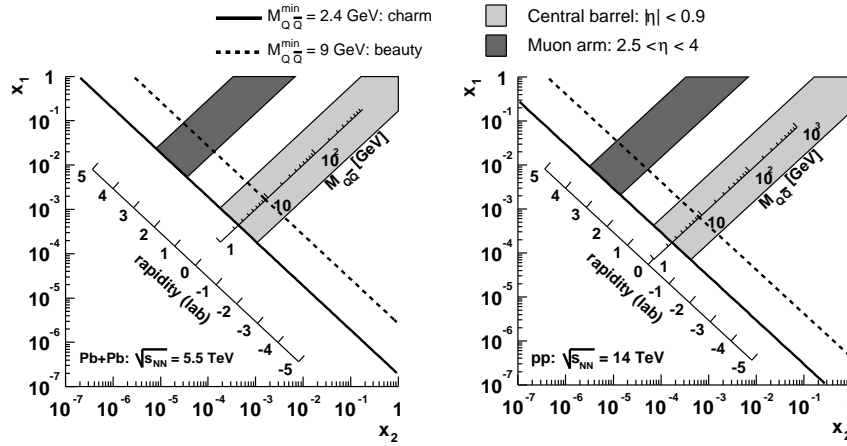 M^min_QQ̅ = 2.4 GeV: charm
M^min_QQ̅ = 9 GeV: beauty
Central barrel: |η| < 0.9
Muon arm: 2.5 < η < 4
x_1
1
10^-1
10^-2
10^-3
10^-4
10^-5
10^-6
10^-7
10^-7 10^-6 10^-5 10^-4 10^-3 10^-2 10^-1 1
x_2
5 4 3 2 1 0 -1 -2 -3 -4 -5
rapidity (lab)
1 10 10^2
M_QQ̅ [GeV]
Pb+Pb: √s_NN = 5.5 TeV
x_1
1
10^-1
10^-2
10^-3
10^-4
10^-5
10^-6
10^-7
10^-7 10^-6 10^-5 10^-4 10^-3 10^-2 10^-1 1
x_2
5 4 3 2 1 0 -1 -2 -3 -4 -5
rapidity (lab)
1 10 10^2 10^3
M_QQ̅ [GeV]
pp: √s_NN = 14 TeV